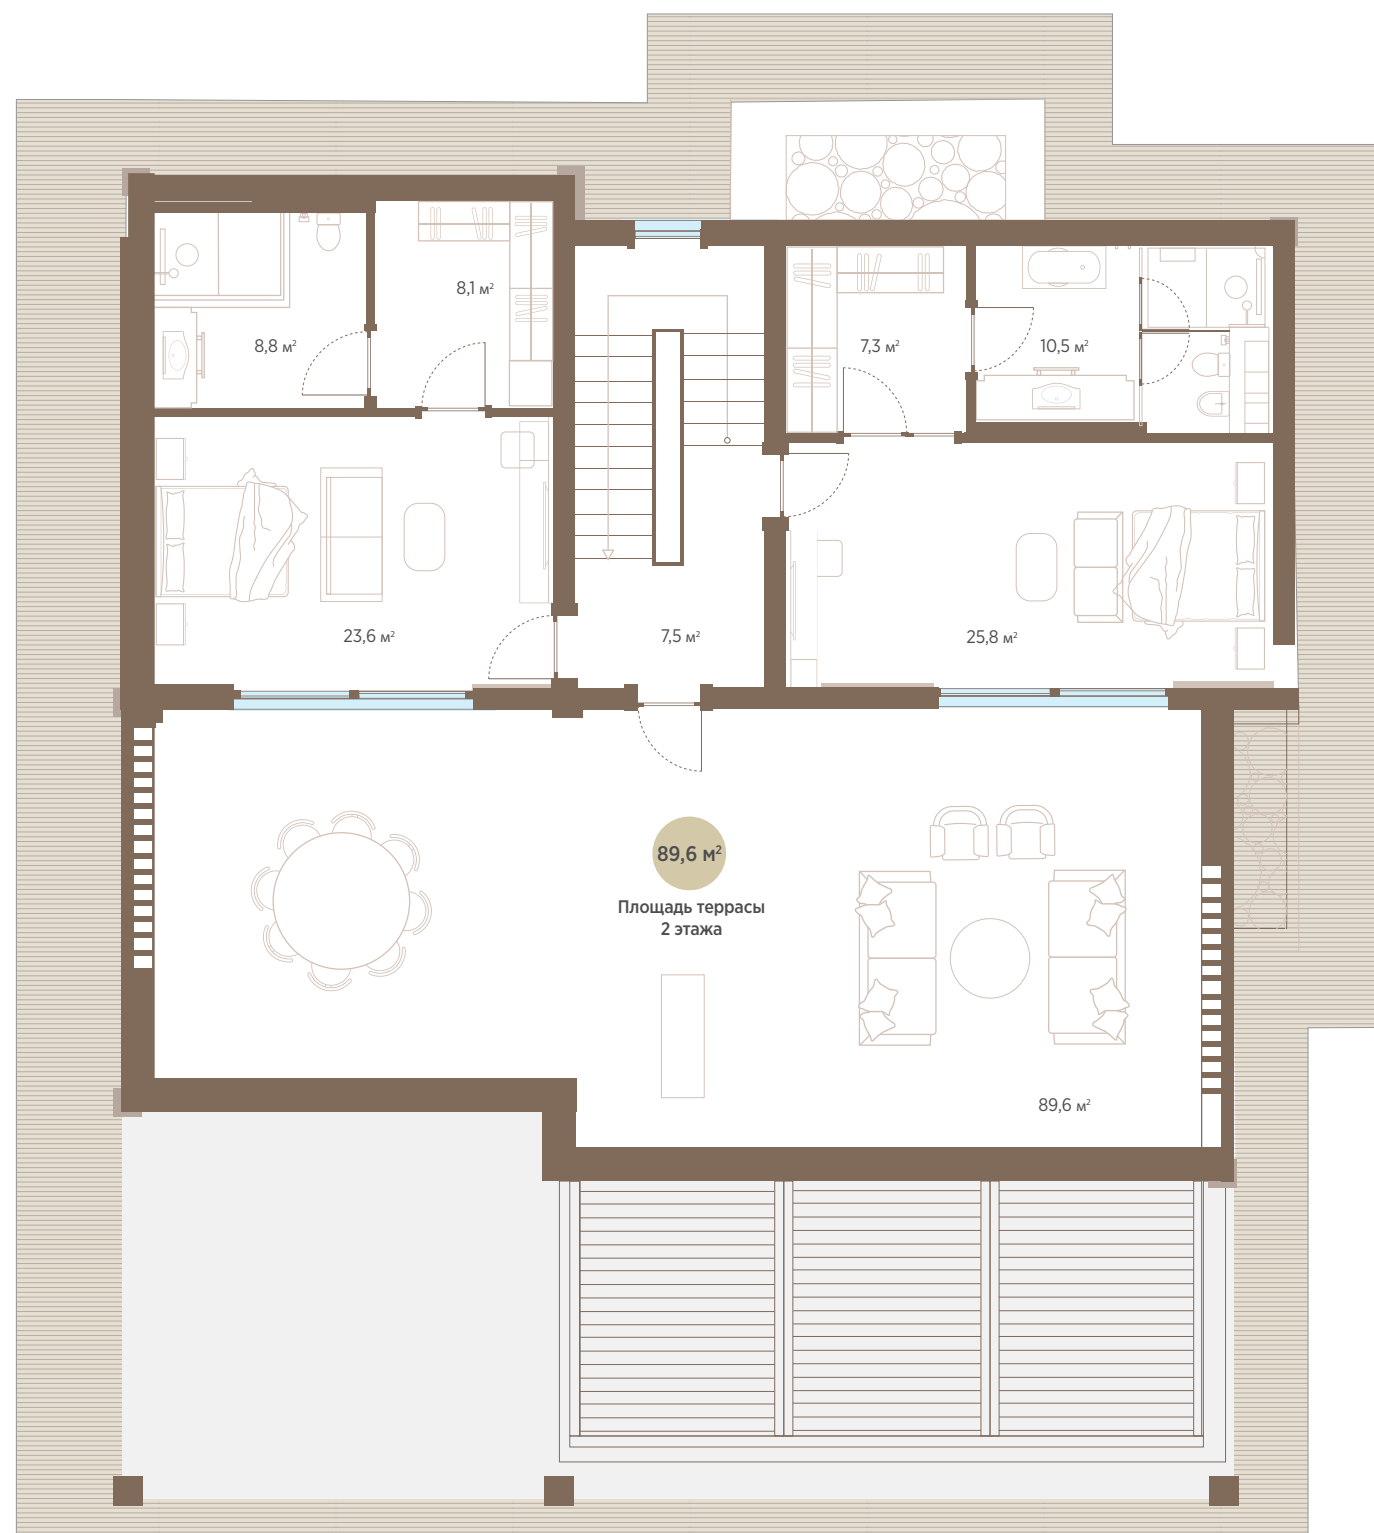 8,1 м²
8,8 м²
7,3 м²
10,5 м²
23,6 м²
7,5 м²
25,8 м²
89,6 м²
Площадь террасы
2 этажа
89,6 м²